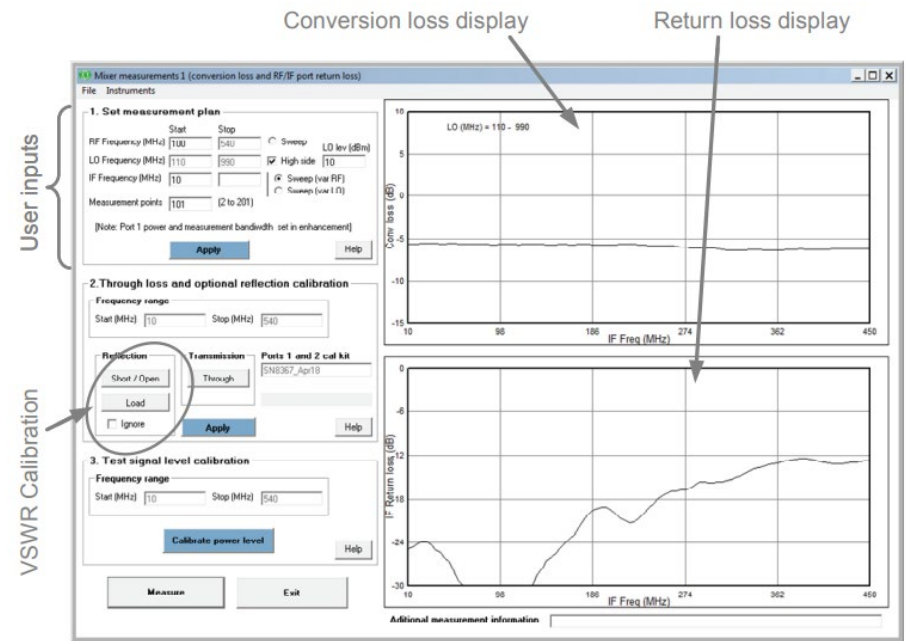 Conversion loss display
Return loss display
User inputs
VSWR Calibration
Mixer measurements 1 (conversion loss and RF/IF port return loss)
File Instruments
1. Set measurement plan
Start Stop
RF Frequency (MHz) 100 540 Sweep LO lev (dBm)
LO Frequency (MHz) 110 990 High side 10
IF Frequency (MHz) 10 Sweep (var RF)
Sweep (var LO)
Measurement points 101 (2 to 201)
[Note: Port 1 power and measurement bandiwdth set in enhancement]
Apply Help
2.Through loss and optional reflection calibration
Frequency range
Start (MHz) 10 Stop (MHz) 540
Reflection Transmission Ports 1 and 2 cal kit
Short / Open Through SN8367_Apr18
Load
Ignore Apply Help
3. Test signal level calibration
Frequency range
Start (MHz) 10 Stop (MHz) 540
Calibrate power level Help
Measure Exit
LO (MHz) = 110 - 990
Conv loss (dB)
10
5
0
-5
-10
-15
10 98 186 274 362 450
IF Freq (MHz)
IF Return loss (dB)
0
-6
-12
-18
-24
-30
10 98 186 274 362 450
IF Freq (MHz)
Aditional measurement information